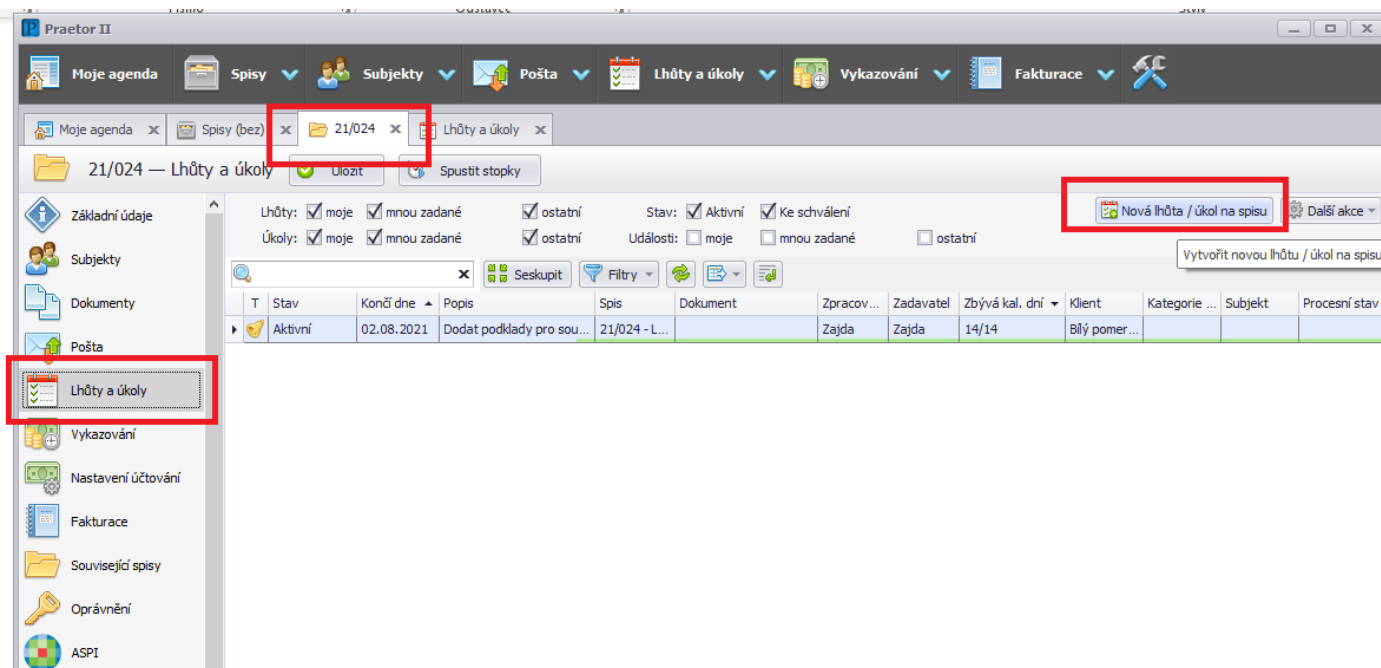 Praetor II
Moje agenda Spisy Subjekty Pošta Lhůty a úkoly Vykazování Fakturace
Moje agenda x Spisy (bez) x 21/024 x Lhůty a úkoly x
21/024 — Lhůty a úkoly Uložit Spustit stopky
Základní údaje
Subjekty
Dokumenty
Pošta
Lhůty a úkoly
Vykazování
Nastavení účtování
Fakturace
Související spisy
Oprávnění
ASPI
Lhůty: moje mnou zadané ostatní Stav: Aktivní Ke schválení Nová lhůta / úkol na spisu Další akce
Úkoly: moje mnou zadané ostatní Události: moje mnou zadané ostatní
Vytvořit novou lhůtu / úkol na spisu
x Seskupit Filtry
T Stav Končí dne Popis Spis Dokument Zpracov... Zadavatel Zbývá kal. dní Klient Kategorie ... Subjekt Procesní stav
Aktivní 02.08.2021 Dodat podklady pro sou... 21/024 - L... Zajda Zajda 14/14 Bílý pomer...